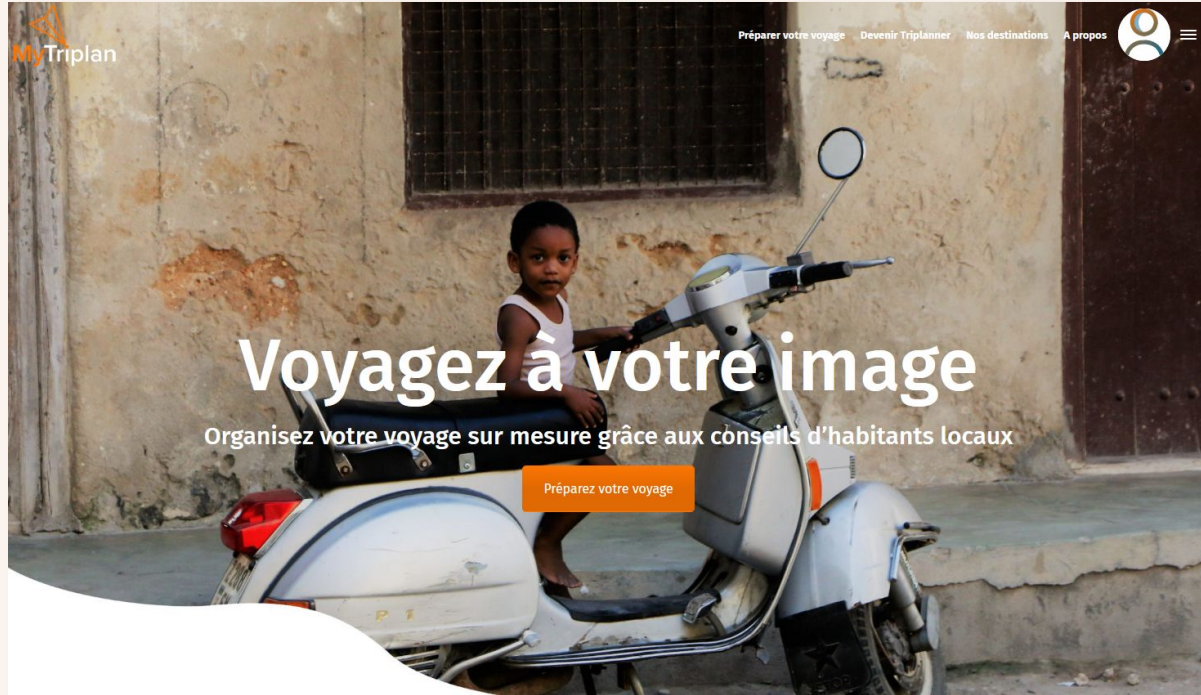 MyTriplan
Préparer votre voyage Devenir Triplanner Nos destinations A propos
Voyagez à votre image
Organisez votre voyage sur mesure grâce aux conseils d’habitants locaux
Préparez votre voyage